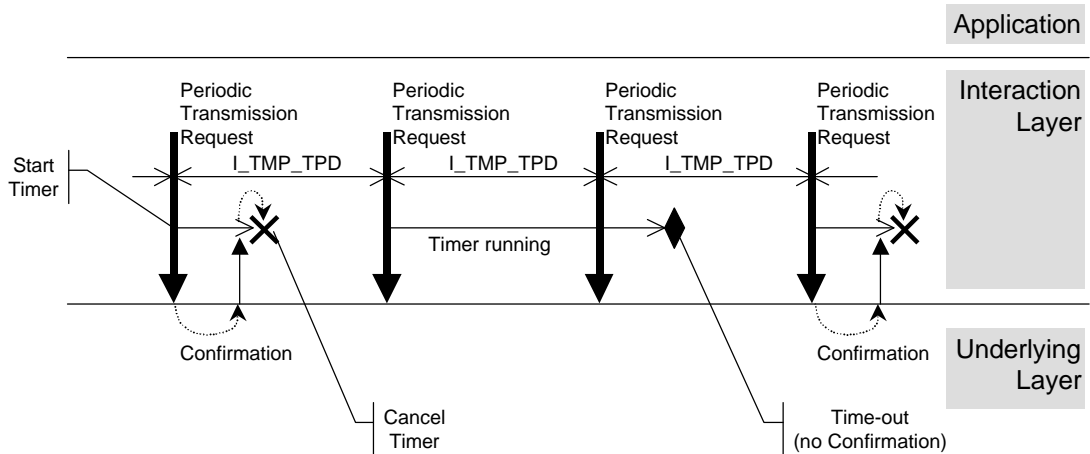 Application
Periodic
Transmission
Request
Periodic
Transmission
Request
Periodic
Transmission
Request
Periodic
Transmission
Request
Interaction
Layer
Start
Timer
I_TMP_TPD
I_TMP_TPD
I_TMP_TPD
Timer running
Confirmation
Confirmation
Underlying
Layer
Cancel
Timer
Time-out
(no Confirmation)